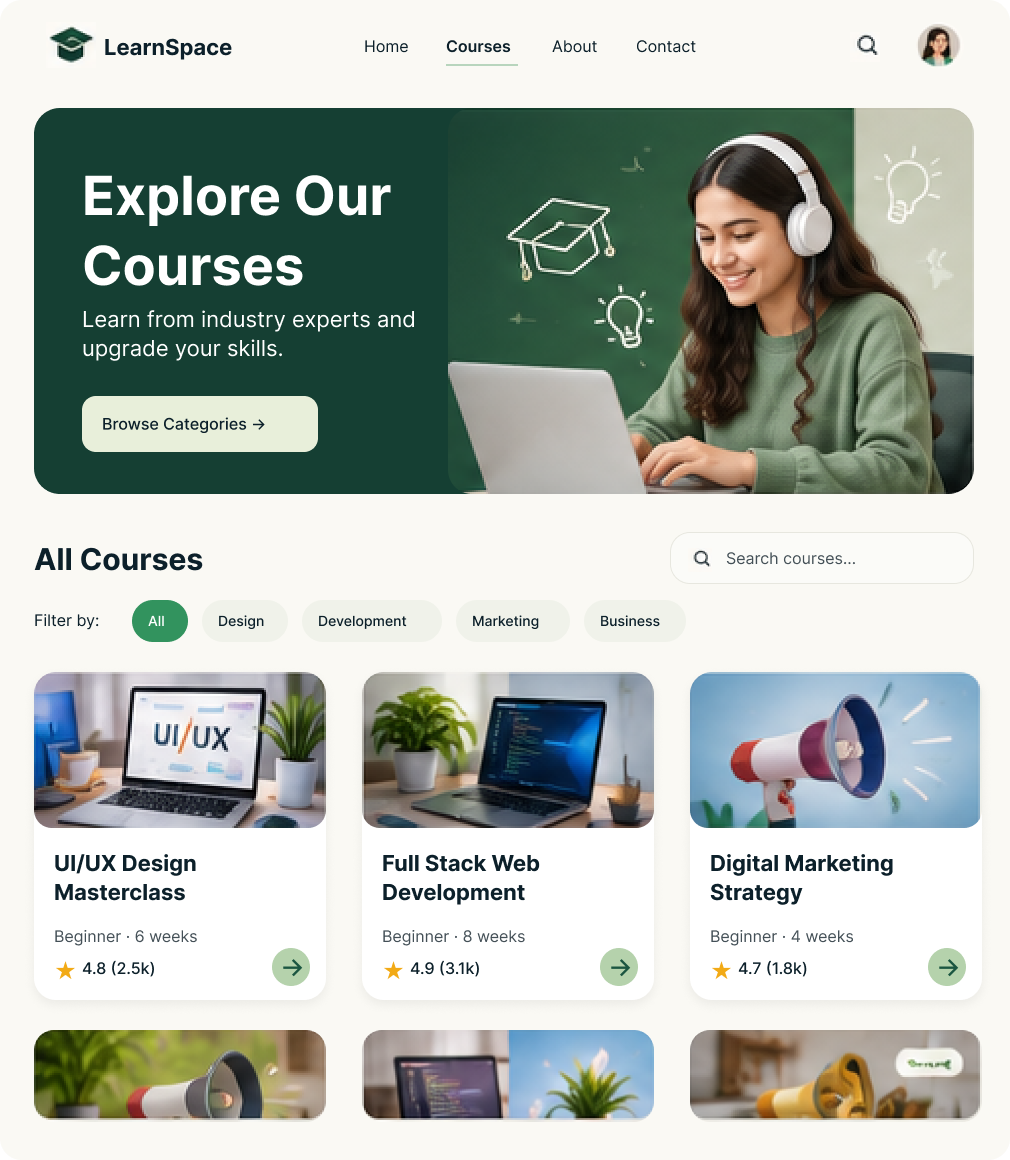 LearnSpace
Home
Courses
About
Contact
Explore Our
Courses
Learn from industry experts and
upgrade your skills.
Browse Categories →
All Courses
Search courses...
Filter by:
All
Design
Development
Marketing
Business
UI/UX
UI/UX Design
Masterclass
Beginner · 6 weeks
★ 4.8 (2.5k)
Full Stack Web
Development
Beginner · 8 weeks
★ 4.9 (3.1k)
Digital Marketing
Strategy
Beginner · 4 weeks
★ 4.7 (1.8k)